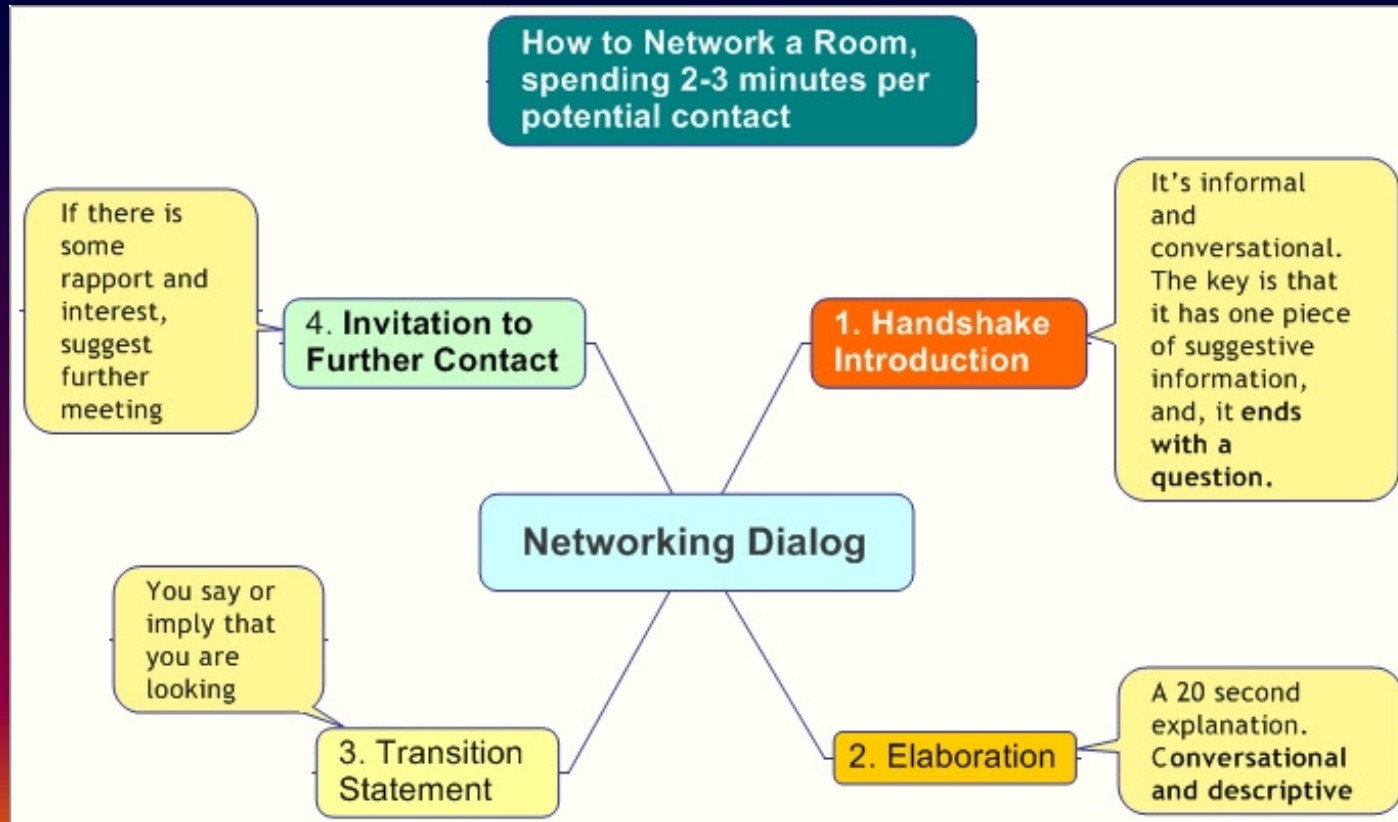 How to Network a Room,
spending 2-3 minutes per
potential contact
It's informal
and
conversational.
The key is that
it has one piece
of suggestive
information,
and, it ends
with a
question.
1. Handshake
Introduction
If there is
some
rapport and
interest,
suggest
further
meeting
4. Invitation to
Further Contact
Networking Dialog
You say or
imply that
you are
looking
3. Transition
Statement
2. Elaboration
A 20 second
explanation.
Conversational
and descriptive